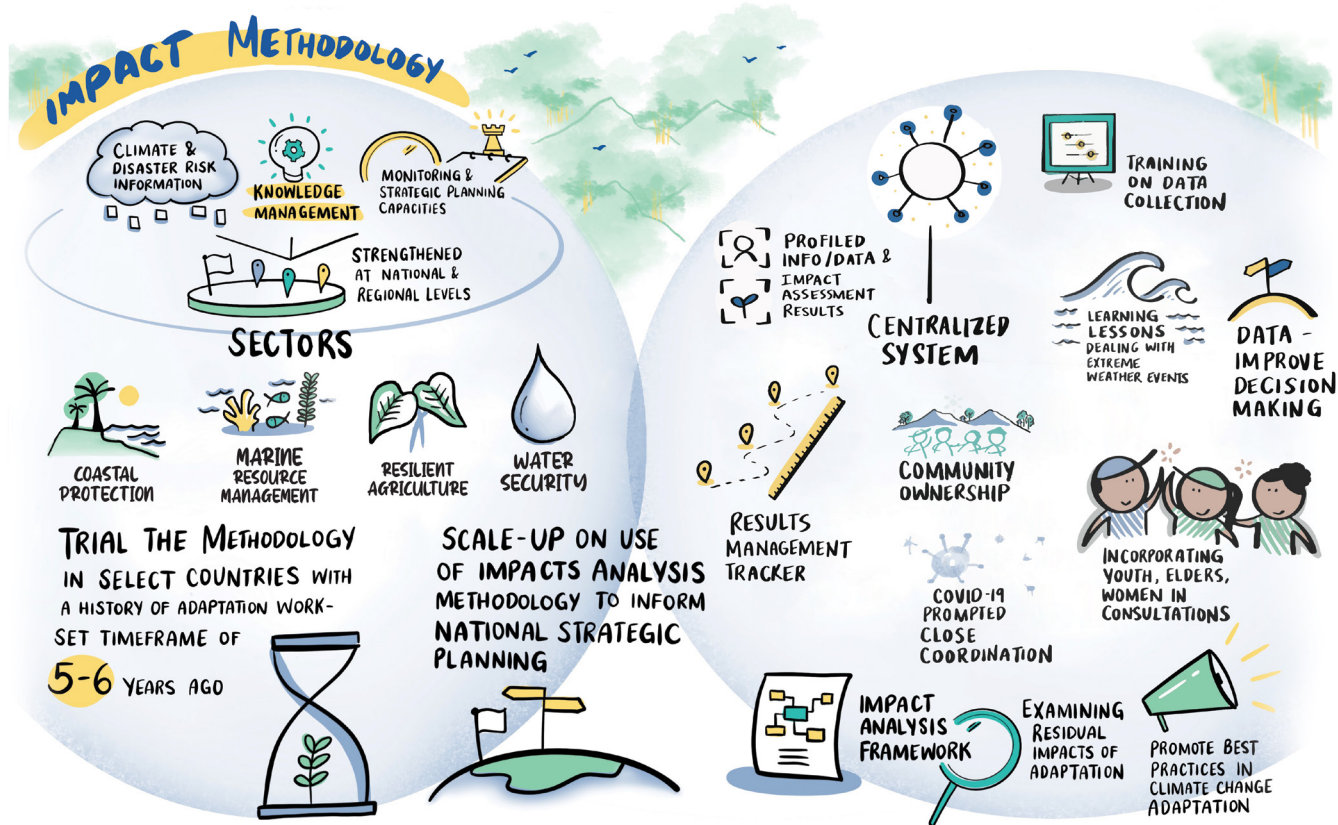 IMPACT METHODOLOGY
CLIMATE &
DISASTER RISK
INFORMATION
KNOWLEDGE
MANAGEMENT
MONITORING &
STRATEGIC PLANNING
CAPACITIES
STRENGTHENED
AT NATIONAL &
REGIONAL LEVELS
SECTORS
COASTAL
PROTECTION
MARINE
RESOURCE
MANAGEMENT
RESILIENT
AGRICULTURE
WATER
SECURITY
TRIAL THE METHODOLOGY
IN SELECT COUNTRIES WITH
A HISTORY OF ADAPTATION WORK-
SET TIMEFRAME OF
5-6 YEARS AGO
SCALE-UP ON USE
OF IMPACTS ANALYSIS
METHODOLOGY TO INFORM
NATIONAL STRATEGIC
PLANNING
PROFILED
INFO/DATA &
IMPACT
ASSESSMENT
RESULTS
CENTRALIZED
SYSTEM
TRAINING
ON DATA
COLLECTION
LEARNING
LESSONS
DEALING WITH
EXTREME
WEATHER EVENTS
DATA -
IMPROVE
DECISION
MAKING
RESULTS
MANAGEMENT
TRACKER
COMMUNITY
OWNERSHIP
COVID-19
PROMPTED
CLOSE
COORDINATION
INCORPORATING
YOUTH, ELDERS,
WOMEN IN
CONSULTATIONS
IMPACT
ANALYSIS
FRAMEWORK
EXAMINING
RESIDUAL
IMPACTS OF
ADAPTATION
PROMOTE BEST
PRACTICES IN
CLIMATE CHANGE
ADAPTATION